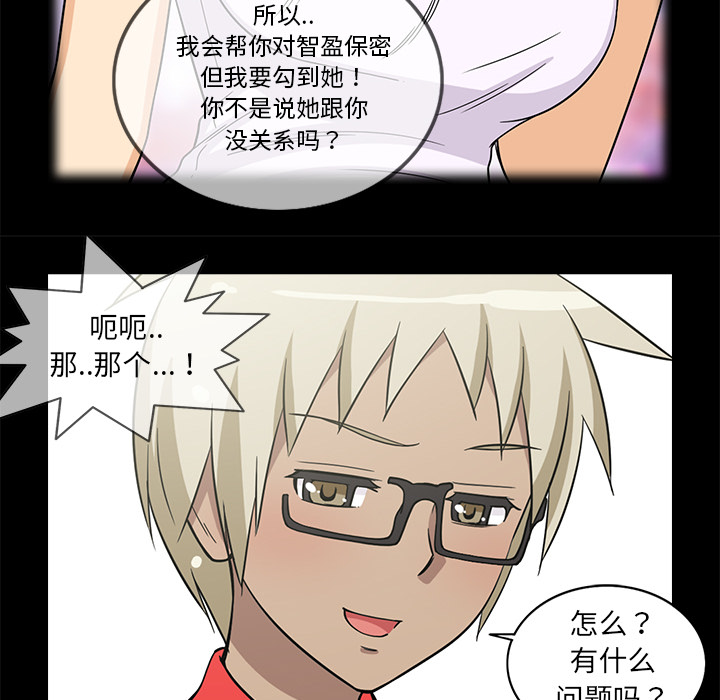 所以..
我会帮你对智盈保密
但我要勾到她！
你不是说她跟你
没关系吗？
呃呃..
那..那个...！
怎么？
有什么
问题吗？